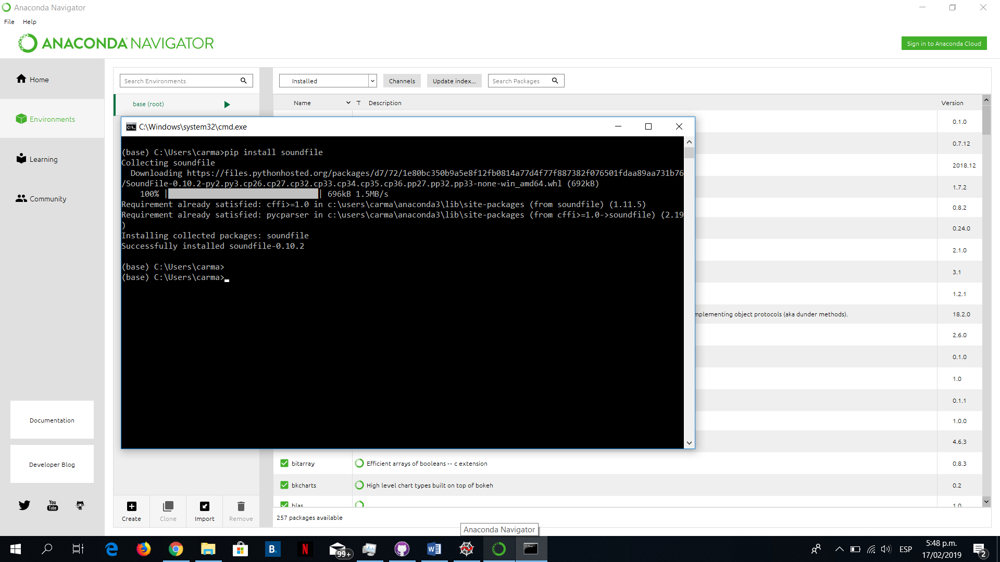 Anaconda Navigator
File Help
ANACONDA NAVIGATOR
Sign in to Anaconda Cloud
Home
Environments
Learning
Community
Documentation
Developer Blog
You Tube
Search Environments
base (root)
Create Clone Import Remove
Installed Channels Update index... Search Packages
Name T Description Version
0.1.0
0.7.12
2018.12
1.7.2
0.8.2
0.24.0
2.1.0
3.1
1.2.1
mplementing object protocols (aka dunder methods). 18.2.0
2.6.0
0.1.0
1.0
0.1.1
1.0.0
4.6.3
bitarray Efficient arrays of booleans -- c extension 0.8.3
bkcharts High level chart types built on top of bokeh 0.2
blas 1.0
257 packages available
C:\Windows\system32\cmd.exe
(base) C:\Users\carma>pip install soundfile
Collecting soundfile
Downloading https://files.pythonhosted.org/packages/d7/72/1e80bc350b9a5e8f12fb0814a77d4f77f887382f076501fdaa89aa731b76
/SoundFile-0.10.2-py2.py3.cp26.cp27.cp32.cp33.cp34.cp35.cp36.pp27.pp32.pp33-none-win_amd64.whl (692kB)
100% | | 696kB 1.5MB/s
Requirement already satisfied: cffi>=1.0 in c:\users\carma\anaconda3\lib\site-packages (from soundfile) (1.11.5)
Requirement already satisfied: pycparser in c:\users\carma\anaconda3\lib\site-packages (from cffi>=1.0->soundfile) (2.19
)
Installing collected packages: soundfile
Successfully installed soundfile-0.10.2
(base) C:\Users\carma>
(base) C:\Users\carma>
Anaconda Navigator
B. N 99+ ESP
5:48 p.m.
17/02/2019
2